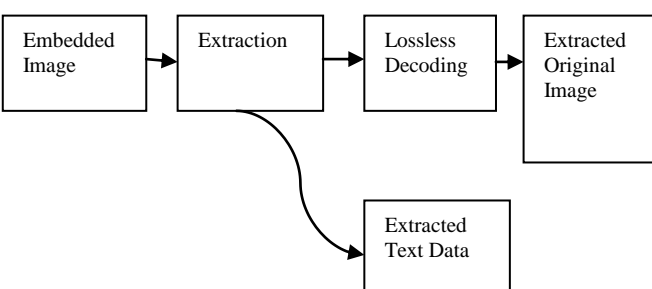 Embedded
Image
Extraction
Lossless
Decoding
Extracted
Original
Image
Extracted
Text Data